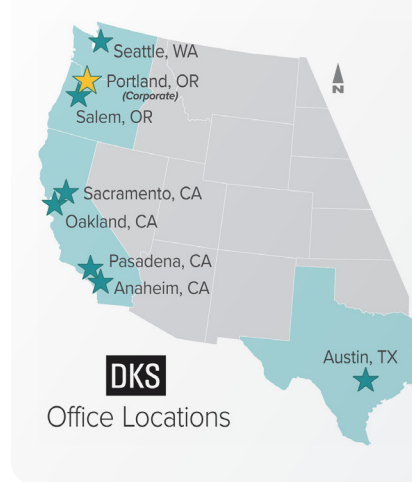 Seattle, WA
Portland, OR
(Corporate)
Salem, OR
N
Sacramento, CA
Oakland, CA
Pasadena, CA
Anaheim, CA
Austin, TX
DKS
Office Locations